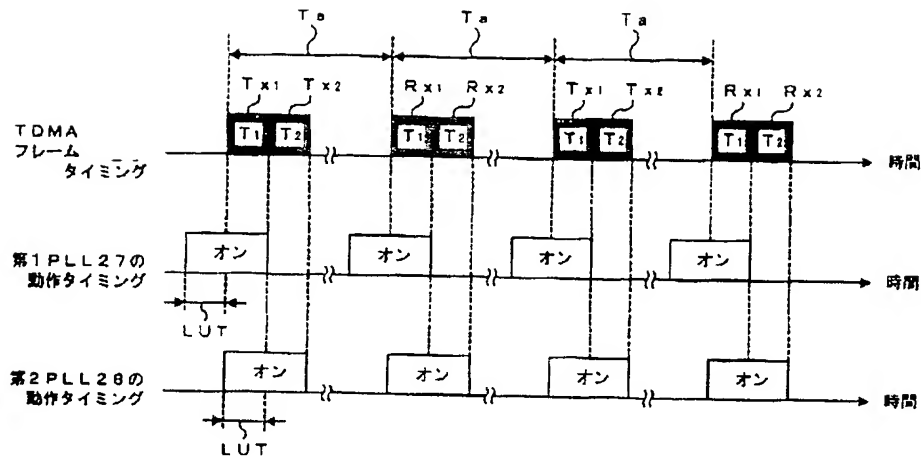 Ta Ta Ta
Tx1 Tx2 Rx1 Rx2 Tx1 Tx2 Rx1 Rx2
TDMA
フレーム
タイミング
T1 T2 T1 T2 T1 T2 T1 T2
時間
第1PLL27の
動作タイミング
オン オン オン オン
時間
LUT
第2PLL28の
動作タイミング
オン オン オン オン
時間
LUT